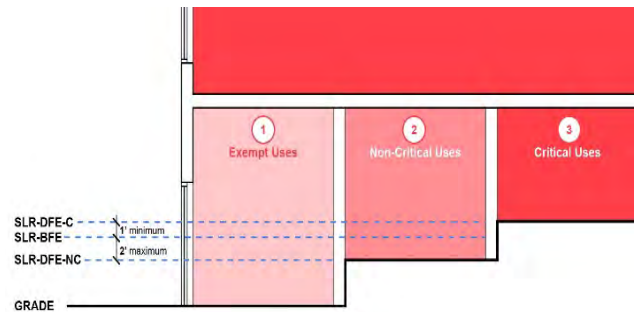 1
Exempt Uses
2
Non-Critical Uses
3
Critical Uses
SLR-DFE-C
1' minimum
SLR-BFE
2' maximum
SLR-DFE-NC
GRADE